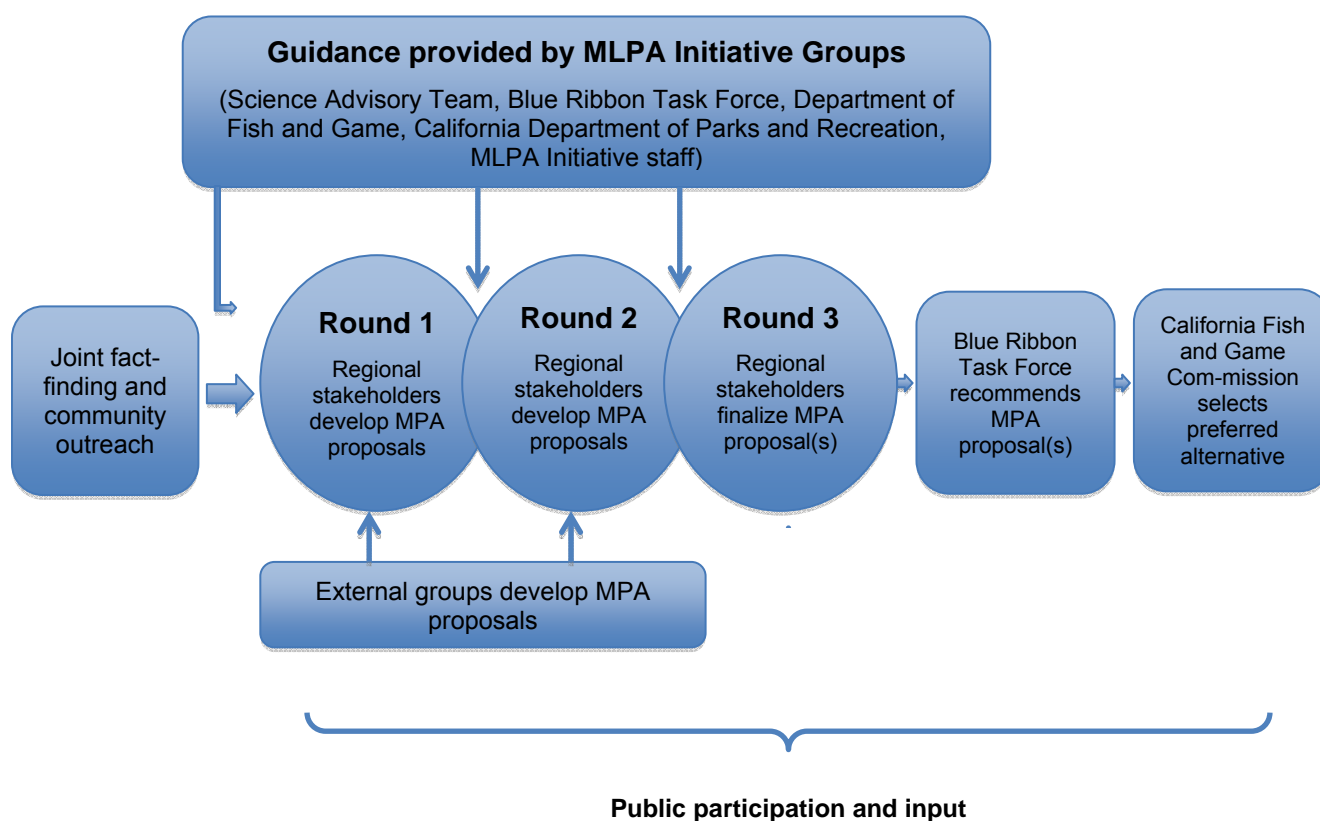 Guidance provided by MLPA Initiative Groups
(Science Advisory Team, Blue Ribbon Task Force, Department of
Fish and Game, California Department of Parks and Recreation,
MLPA Initiative staff)
Joint fact-
finding and
community
outreach
Round 1
Regional
stakeholders
develop MPA
proposals
Round 2
Regional
stakeholders
develop MPA
proposals
Round 3
Regional
stakeholders
finalize MPA
proposal(s)
Blue Ribbon
Task Force
recommends
MPA
proposal(s)
California Fish
and Game
Com-mission
selects
preferred
alternative
External groups develop MPA
proposals
Public participation and input